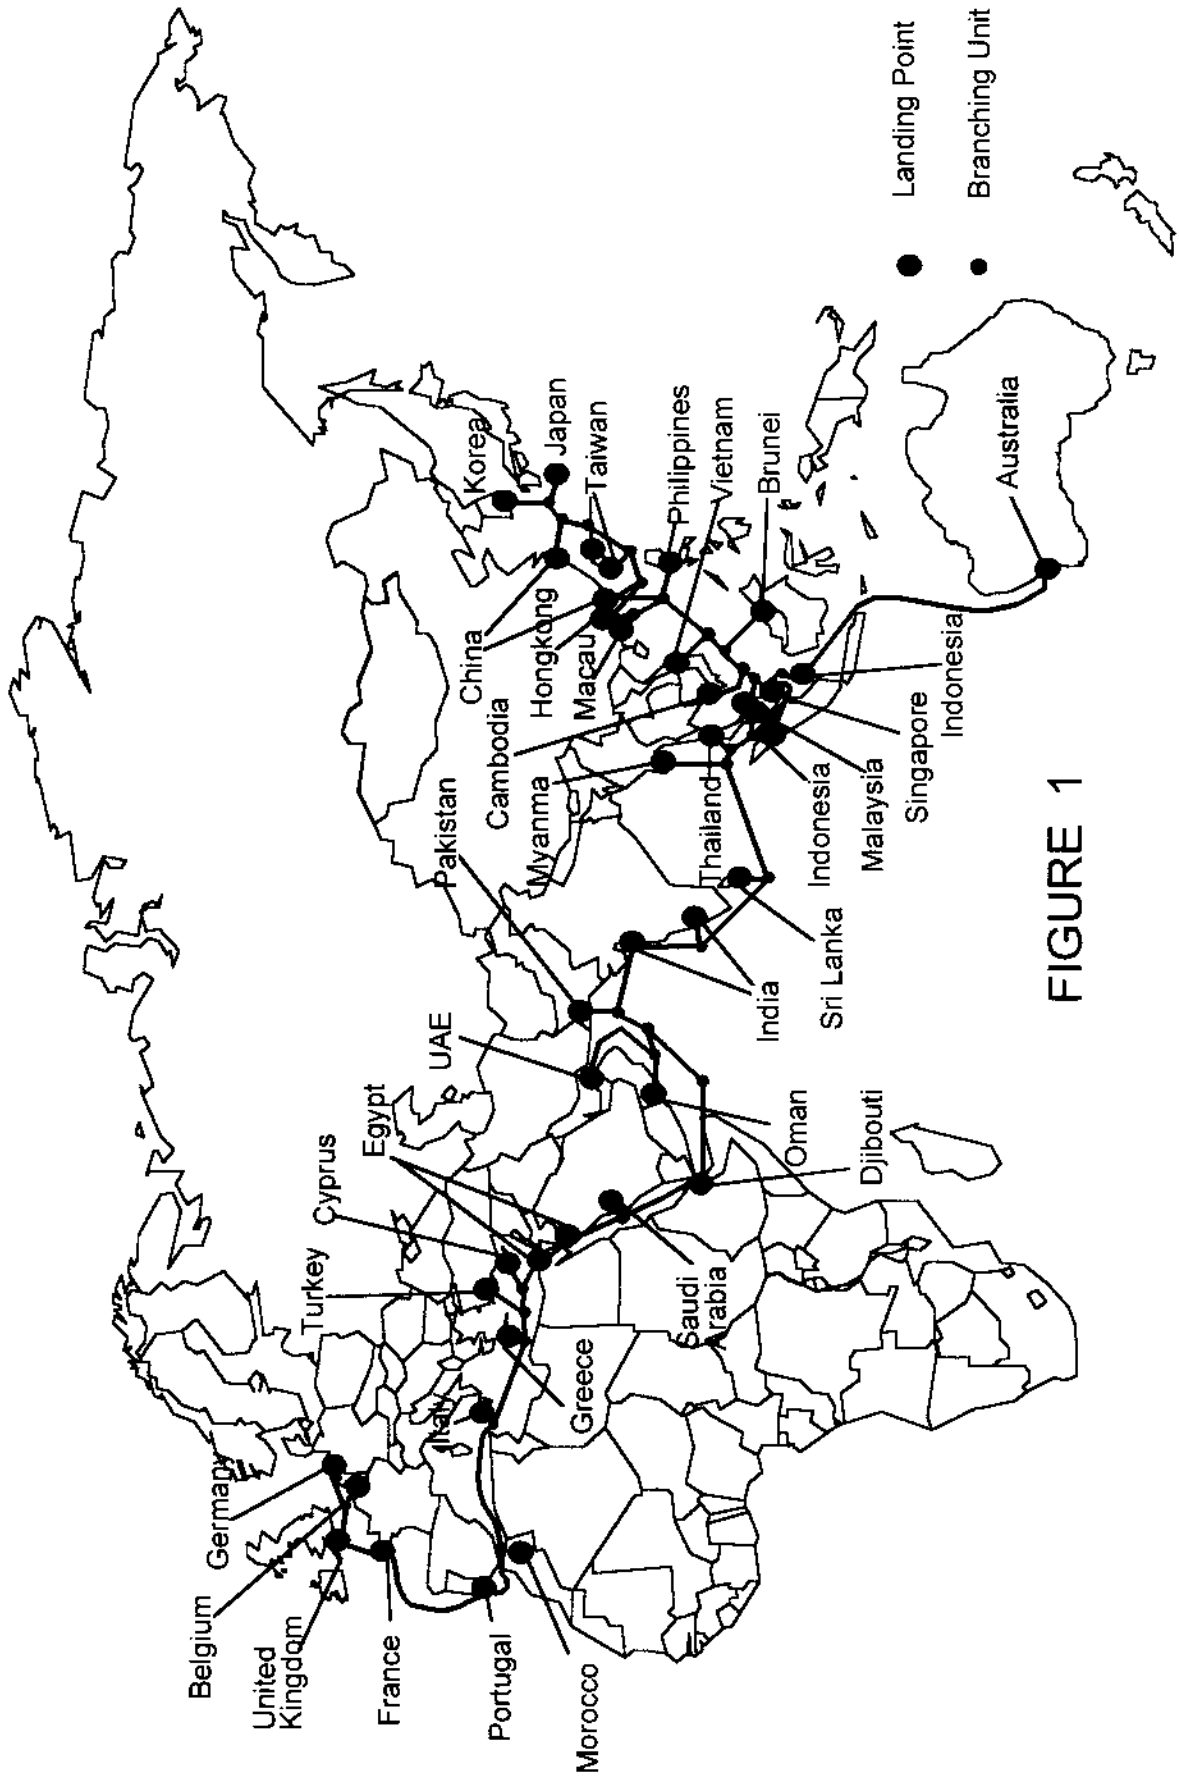 Germany
Belgium
United
Kingdom
France
Portugal
Morocco
Turkey
Cyprus
Egypt
UAE
Pakistan
Italy
Greece
Saudi
Arabia
Djibouti
Oman
India
Sri Lanka
Myanma
Cambodia
Thailand
China
Hongkong
Macau
Korea
Japan
Taiwan
Philippines
Vietnam
Brunei
Indonesia
Malaysia
Singapore
Indonesia
Australia
Landing Point
Branching Unit
FIGURE 1